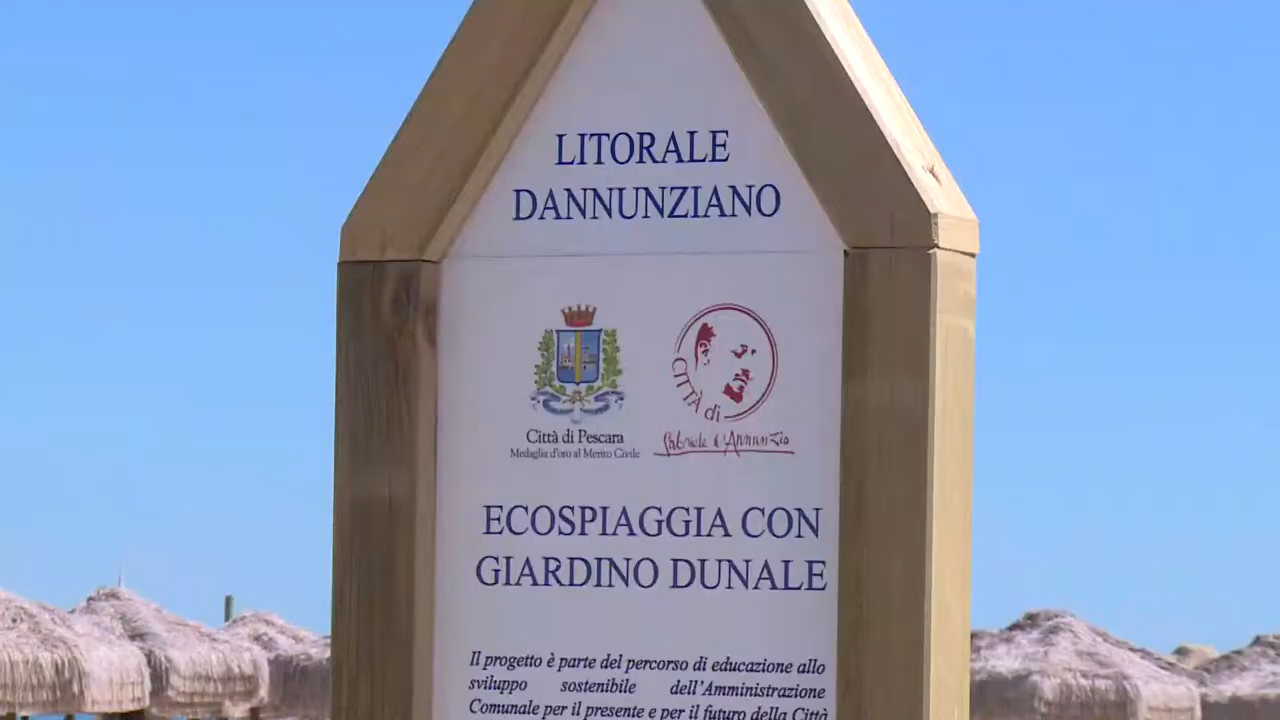 LITORALE
DANNUNZIANO
CITTÀ di
Gabriele d'Annunzio
Città di Pescara
Medaglia d'oro al Merito Civile
ECOSPIAGGIA CON
GIARDINO DUNALE
Il progetto è parte del percorso di educazione allo
sviluppo sostenibile dell'Amministrazione
Comunale per il presente e per il futuro della Città